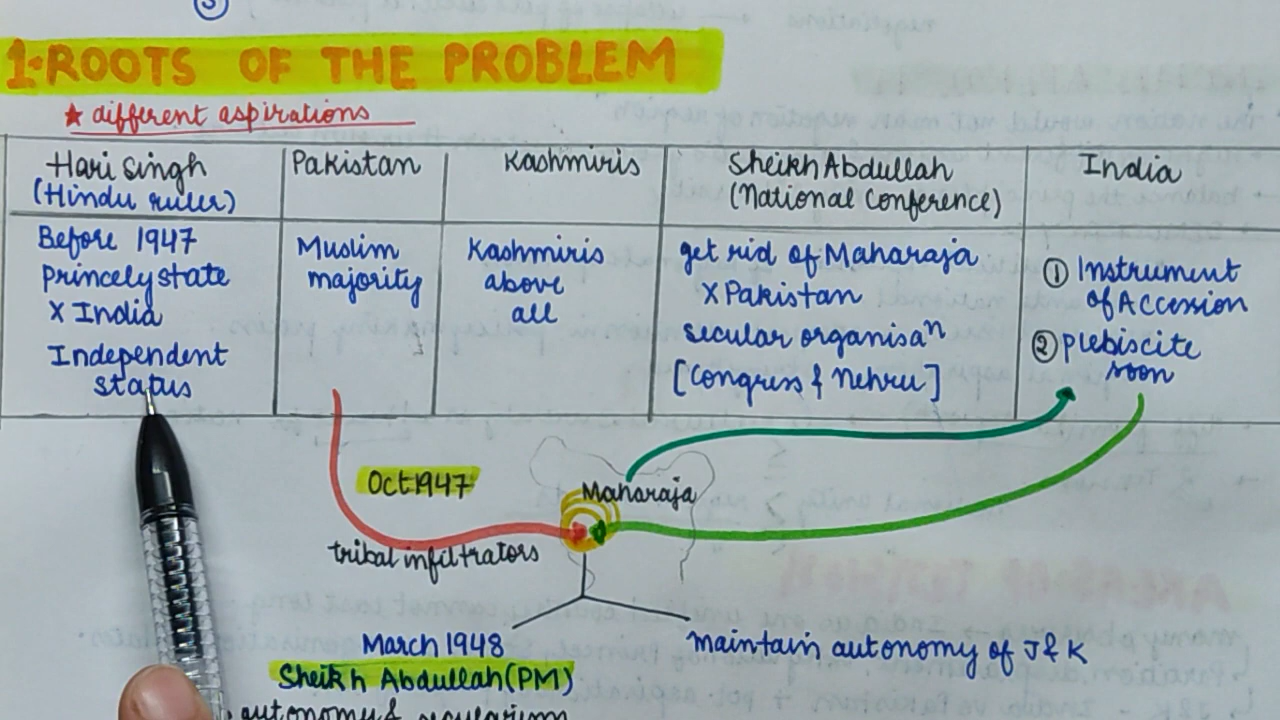 3
1. ROOTS OF THE PROBLEM
★ different aspirations
Hari Singh
(Hindu ruler)
Pakistan
Kashmiris
Sheikh Abdullah
(National Conference)
India
Before 1947
Princely state
X India
Independent
status
Muslim
majority
Kashmiris
above
all
get rid of Maharaja
X Pakistan
secular organisaⁿ
[Congress & Nehru]
① Instrument
of Accession
② Plebiscite
soon
Oct 1947
Maharaja
tribal infiltrators
March 1948
Sheikh Abdullah (PM)
autonomy & secularism
Maintain autonomy of J & K